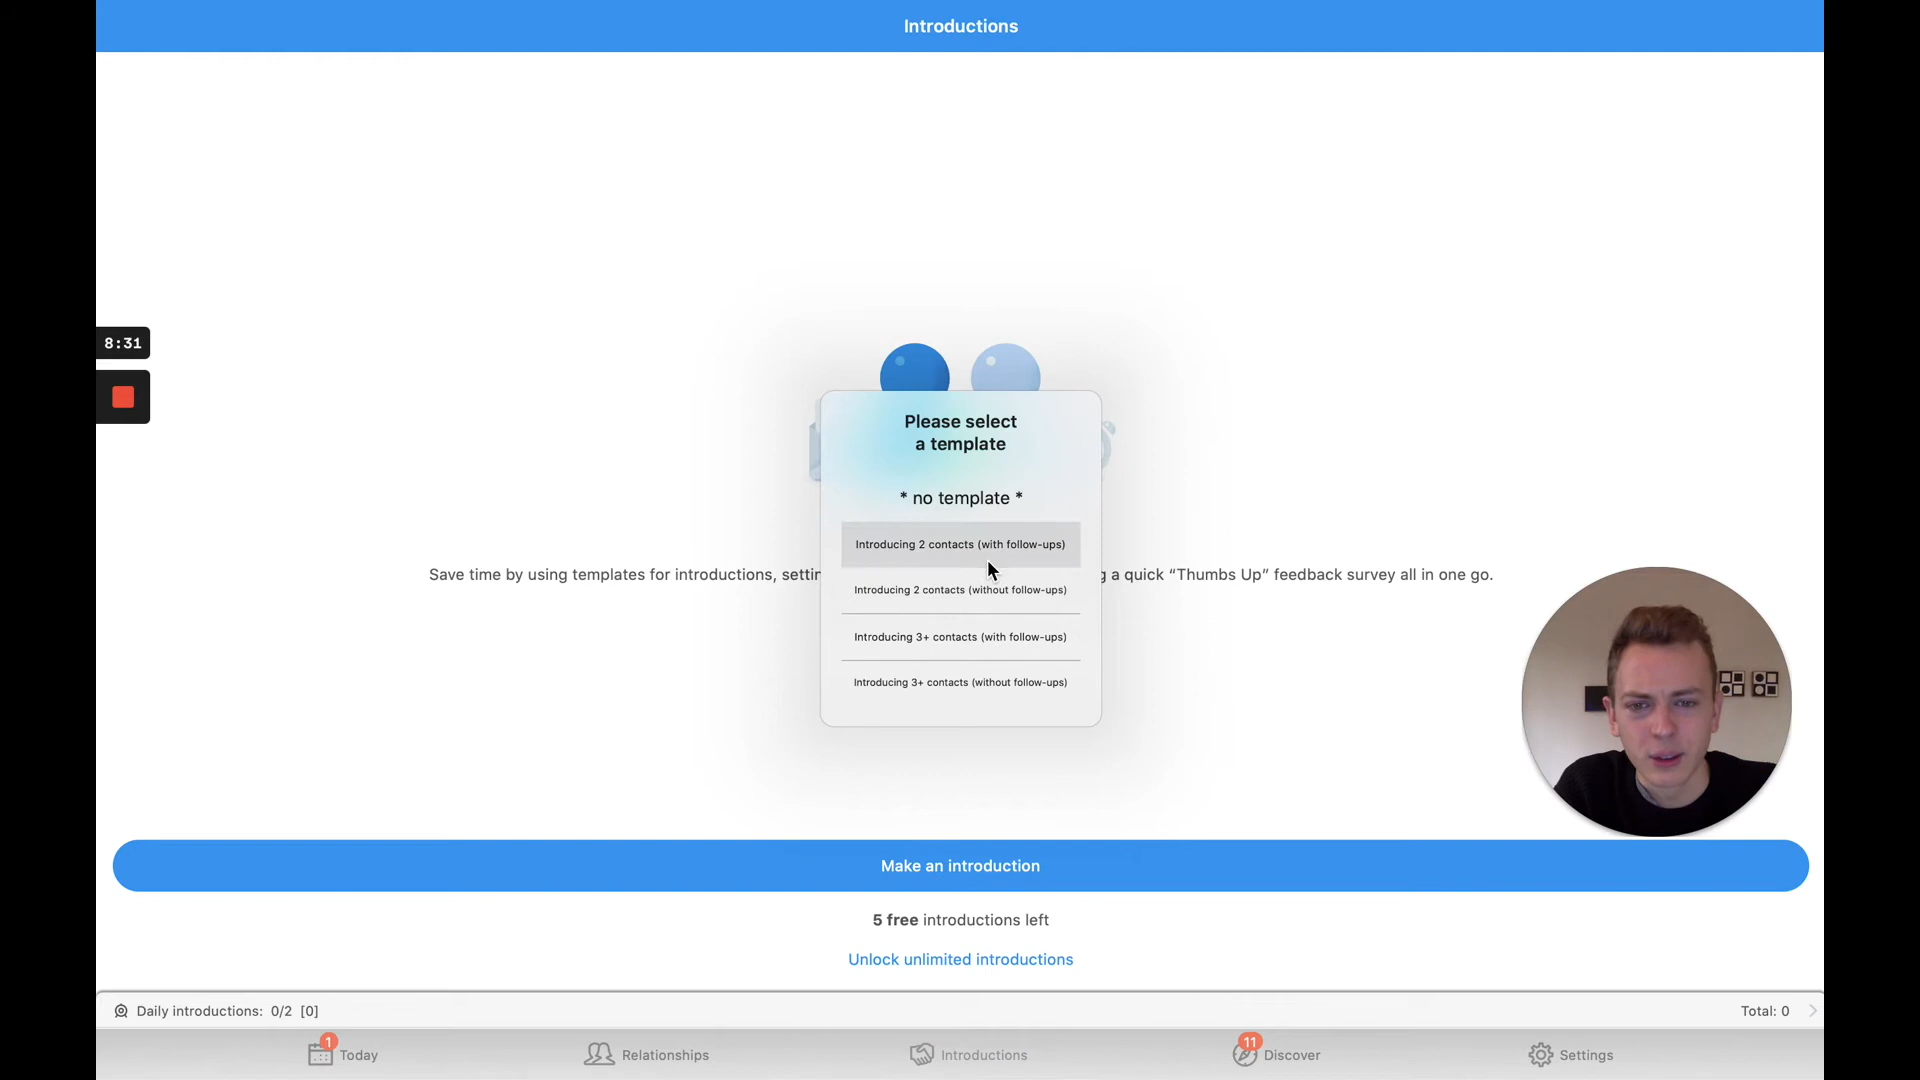 Introductions
8:31
Please select
a template
* no template *
Introducing 2 contacts (with follow-ups)
Save time by using templates for introductions, settin
g a quick “Thumbs Up” feedback survey all in one go.
Introducing 2 contacts (without follow-ups)
Introducing 3+ contacts (with follow-ups)
Introducing 3+ contacts (without follow-ups)
Make an introduction
5 free introductions left
Unlock unlimited introductions
Daily introductions: 0/2 [0]
Total: 0
1
Today
Relationships
Introductions
11
Discover
Settings